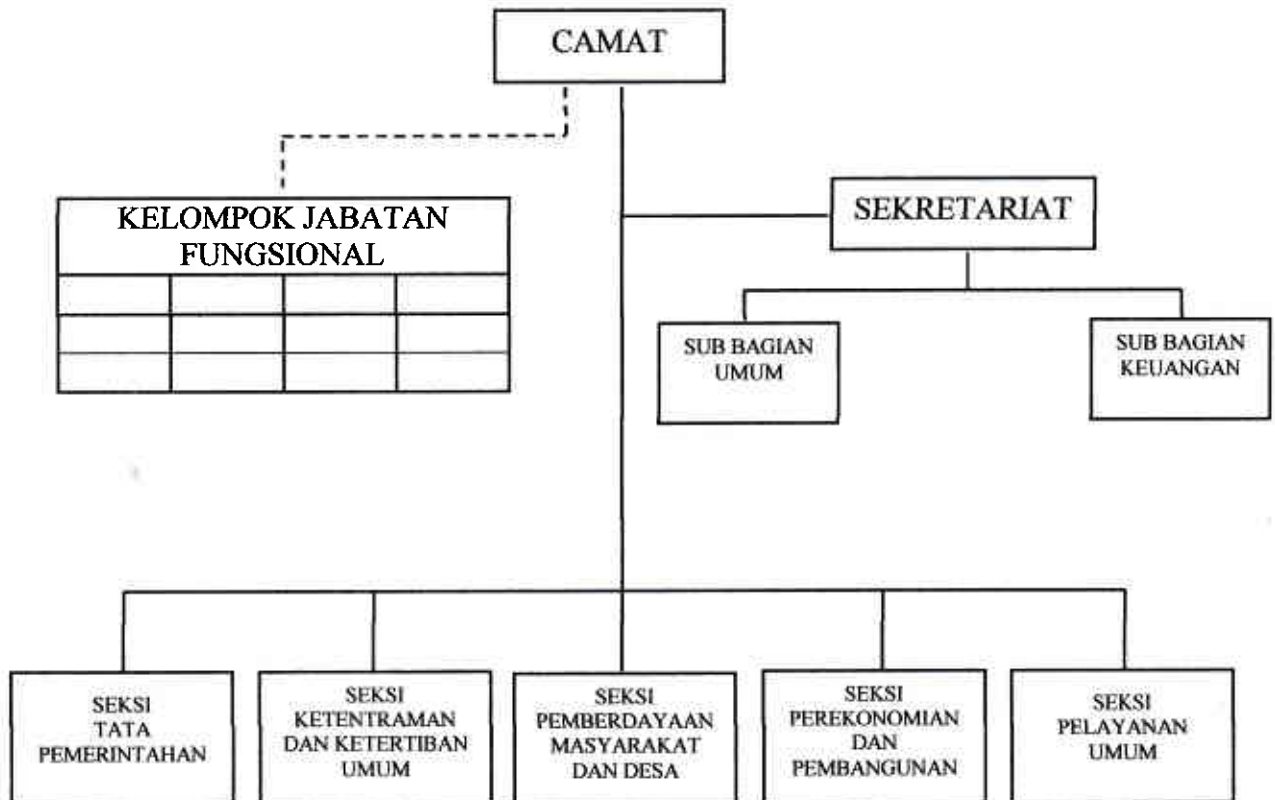 CAMAT
KELOMPOK JABATAN
FUNGSIONAL
SEKRETARIAT
SUB BAGIAN
UMUM
SUB BAGIAN
KEUANGAN
SEKSI
TATA
PEMERINTAHAN
SEKSI
KETENTRAMAN
DAN KETERTIBAN
UMUM
SEKSI
PEMBERDAYAAN
MASYARAKAT
DAN DESA
SEKSI
PEREKONOMIAN
DAN
PEMBANGUNAN
SEKSI
PELAYANAN
UMUM